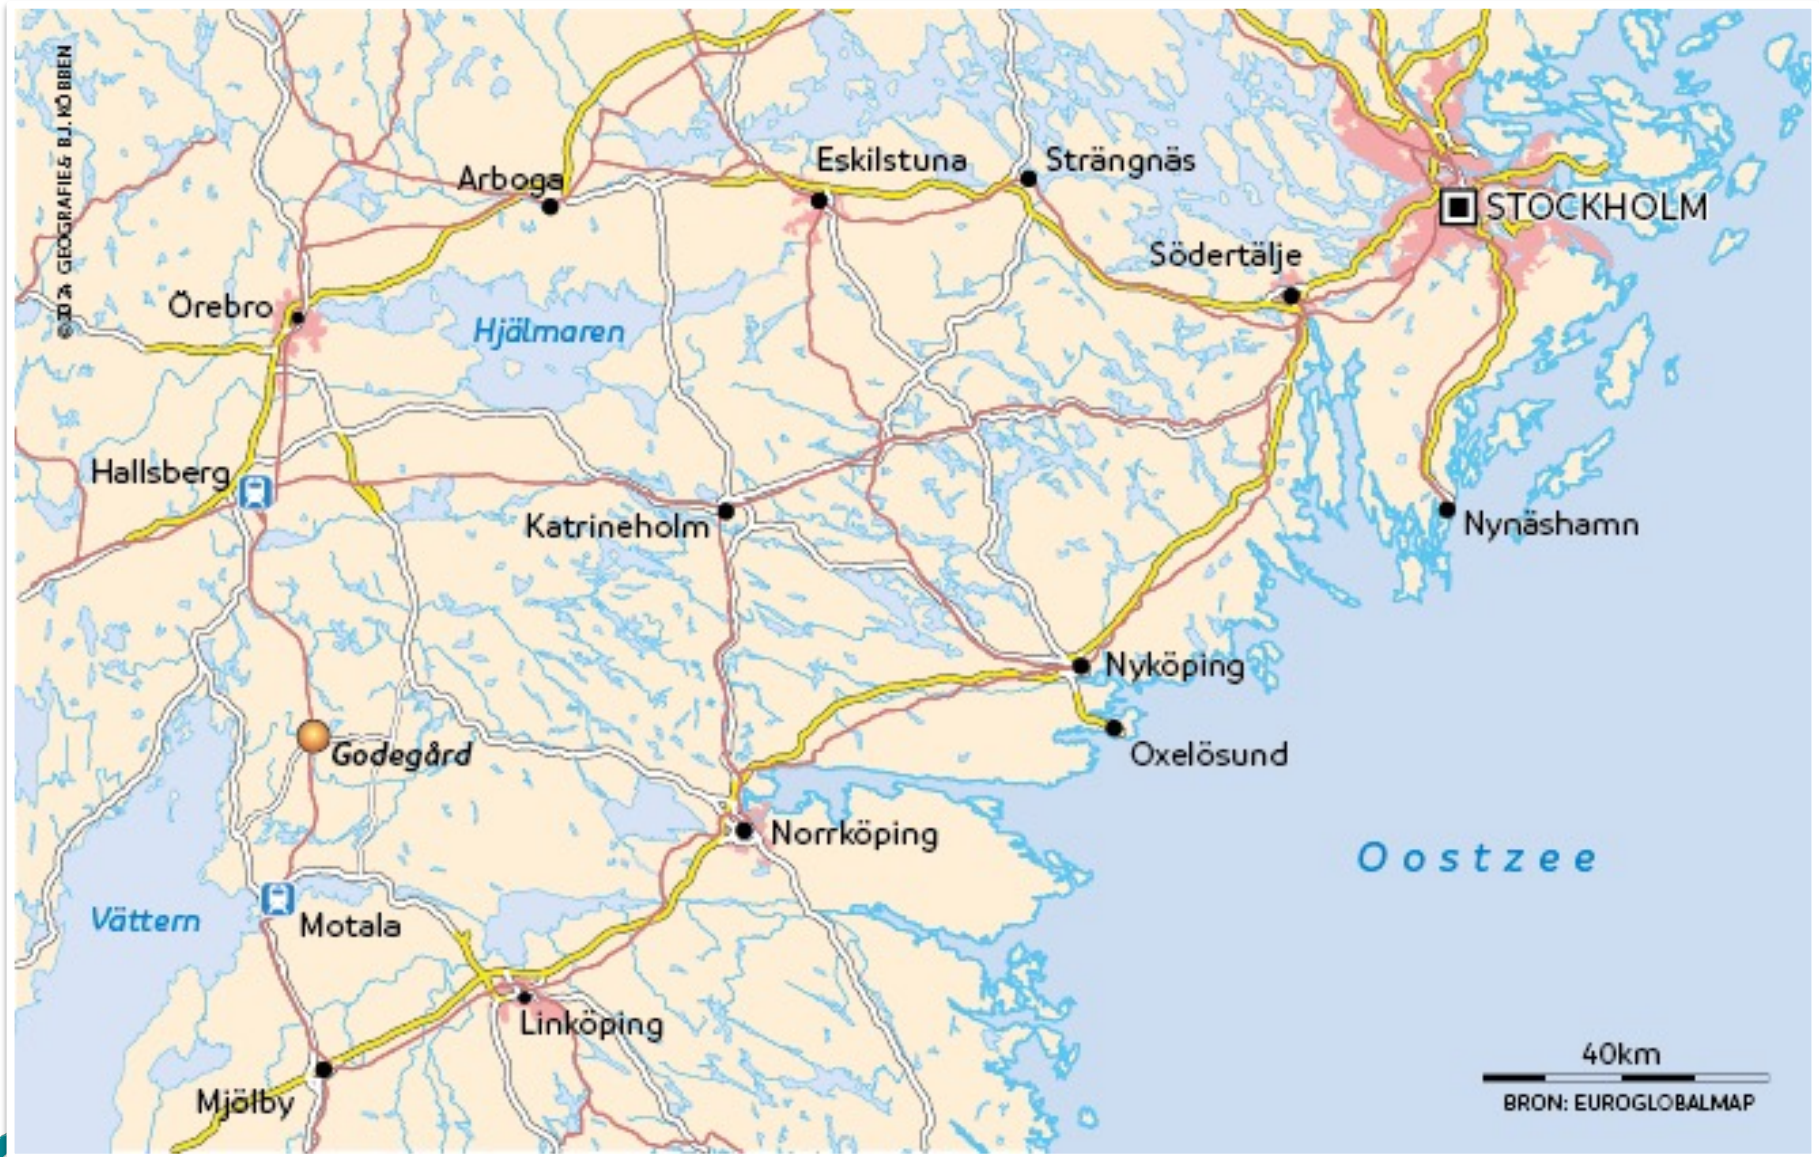 ©2024 GEOGRAFIE & B.J. KÖBBEN
Arboga
Eskilstuna
Strängnäs
STOCKHOLM
Södertälje
Örebro
Hjälmaren
Hallsberg
Katrineholm
Nynäshamn
Nyköping
Oxelösund
Godegård
Norrköping
Oostzee
Vättern
Motala
Linköping
Mjölby
40km
BRON: EUROGLOBALMAP